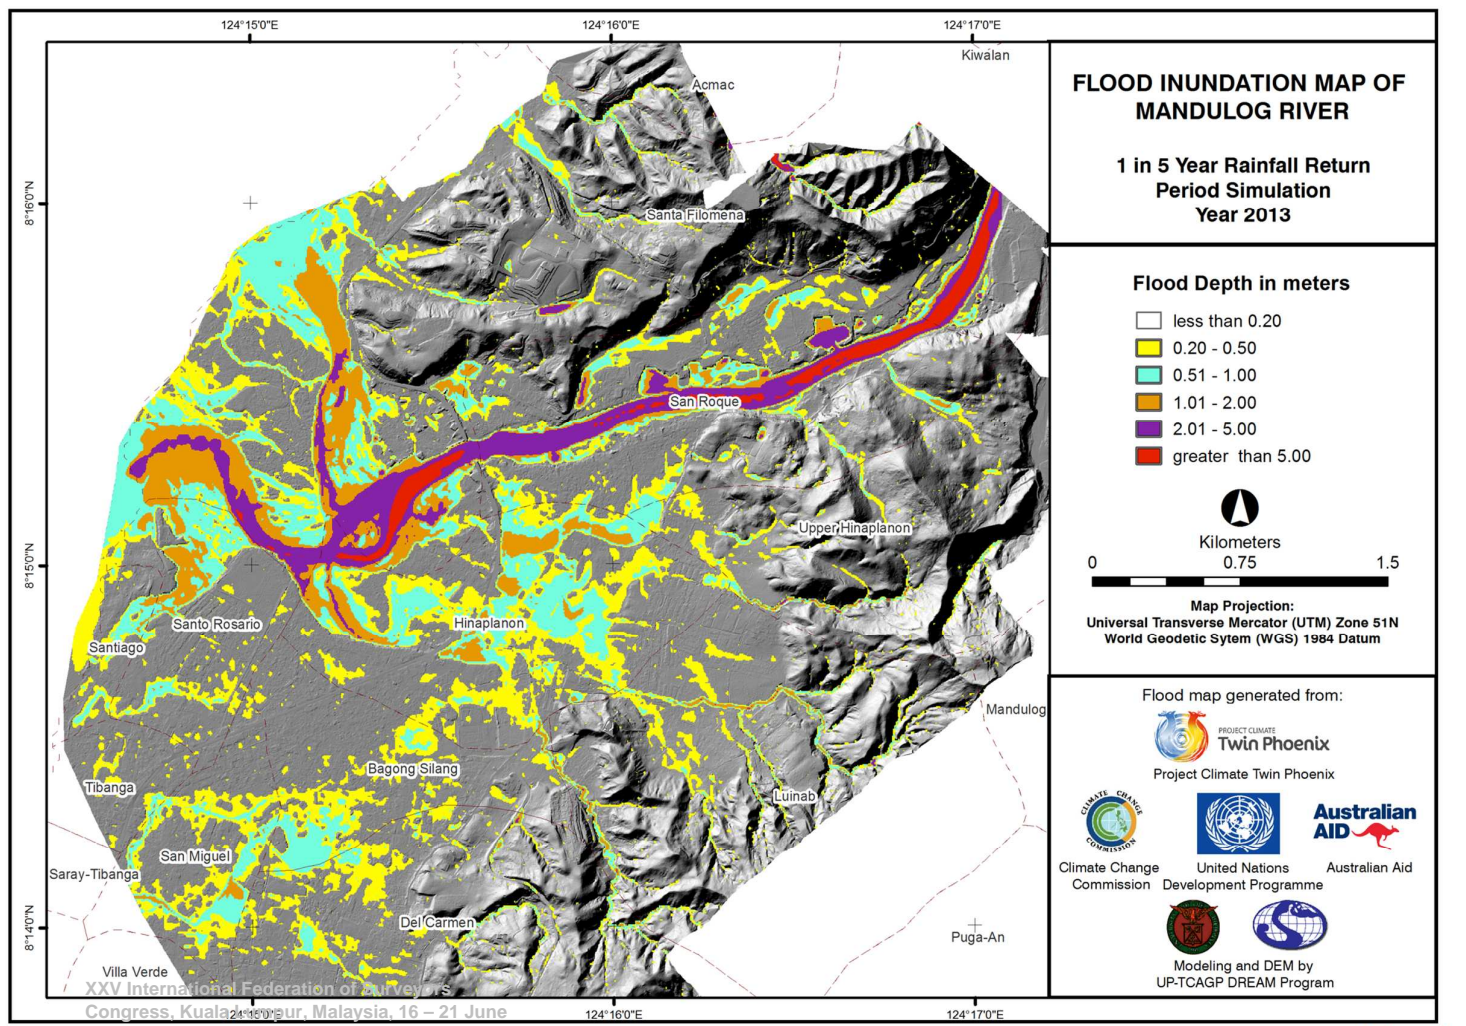 124°15'0"E
124°16'0"E
124°17'0"E
Kiwalan
Acmac
8°16'0"N
Santa Filomena
San Roque
Upper Hinaplanon
8°15'0"N
Hinaplanon
Santo Rosario
Santiago
Mandulog
Bagong Silang
Tibanga
Luinab
San Miguel
Saray-Tibanga
Del Carmen
8°14'0"N
Puga-An
Villa Verde
XXV International Federation of Surveyors
Congress, Kuala Lumpur, Malaysia, 16 – 21 June
124°15'0"E
124°16'0"E
124°17'0"E
FLOOD INUNDATION MAP OF
MANDULOG RIVER
1 in 5 Year Rainfall Return
Period Simulation
Year 2013
Flood Depth in meters
less than 0.20
0.20 - 0.50
0.51 - 1.00
1.01 - 2.00
2.01 - 5.00
greater than 5.00
Kilometers
0 0.75 1.5
Map Projection:
Universal Transverse Mercator (UTM) Zone 51N
World Geodetic Sytem (WGS) 1984 Datum
Flood map generated from:
PROJECT CLIMATE
Twin Phoenix
Project Climate Twin Phoenix
CLIMATE CHANGE
COMMISSION
Australian
AID
Climate Change
Commission
United Nations
Development Programme
Australian Aid
Modeling and DEM by
UP-TCAGP DREAM Program